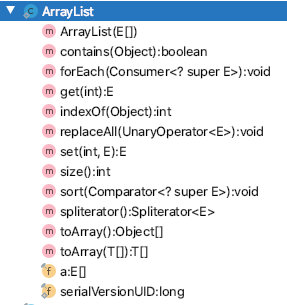 ArrayList
ArrayList(E[])
contains(Object):boolean
forEach(Consumer<? super E>):void
get(int):E
indexOf(Object):int
replaceAll(UnaryOperator<E>):void
set(int, E):E
size():int
sort(Comparator<? super E>):void
spliterator():Spliterator<E>
toArray():Object[]
toArray(T[]):T[]
a:E[]
serialVersionUID:long